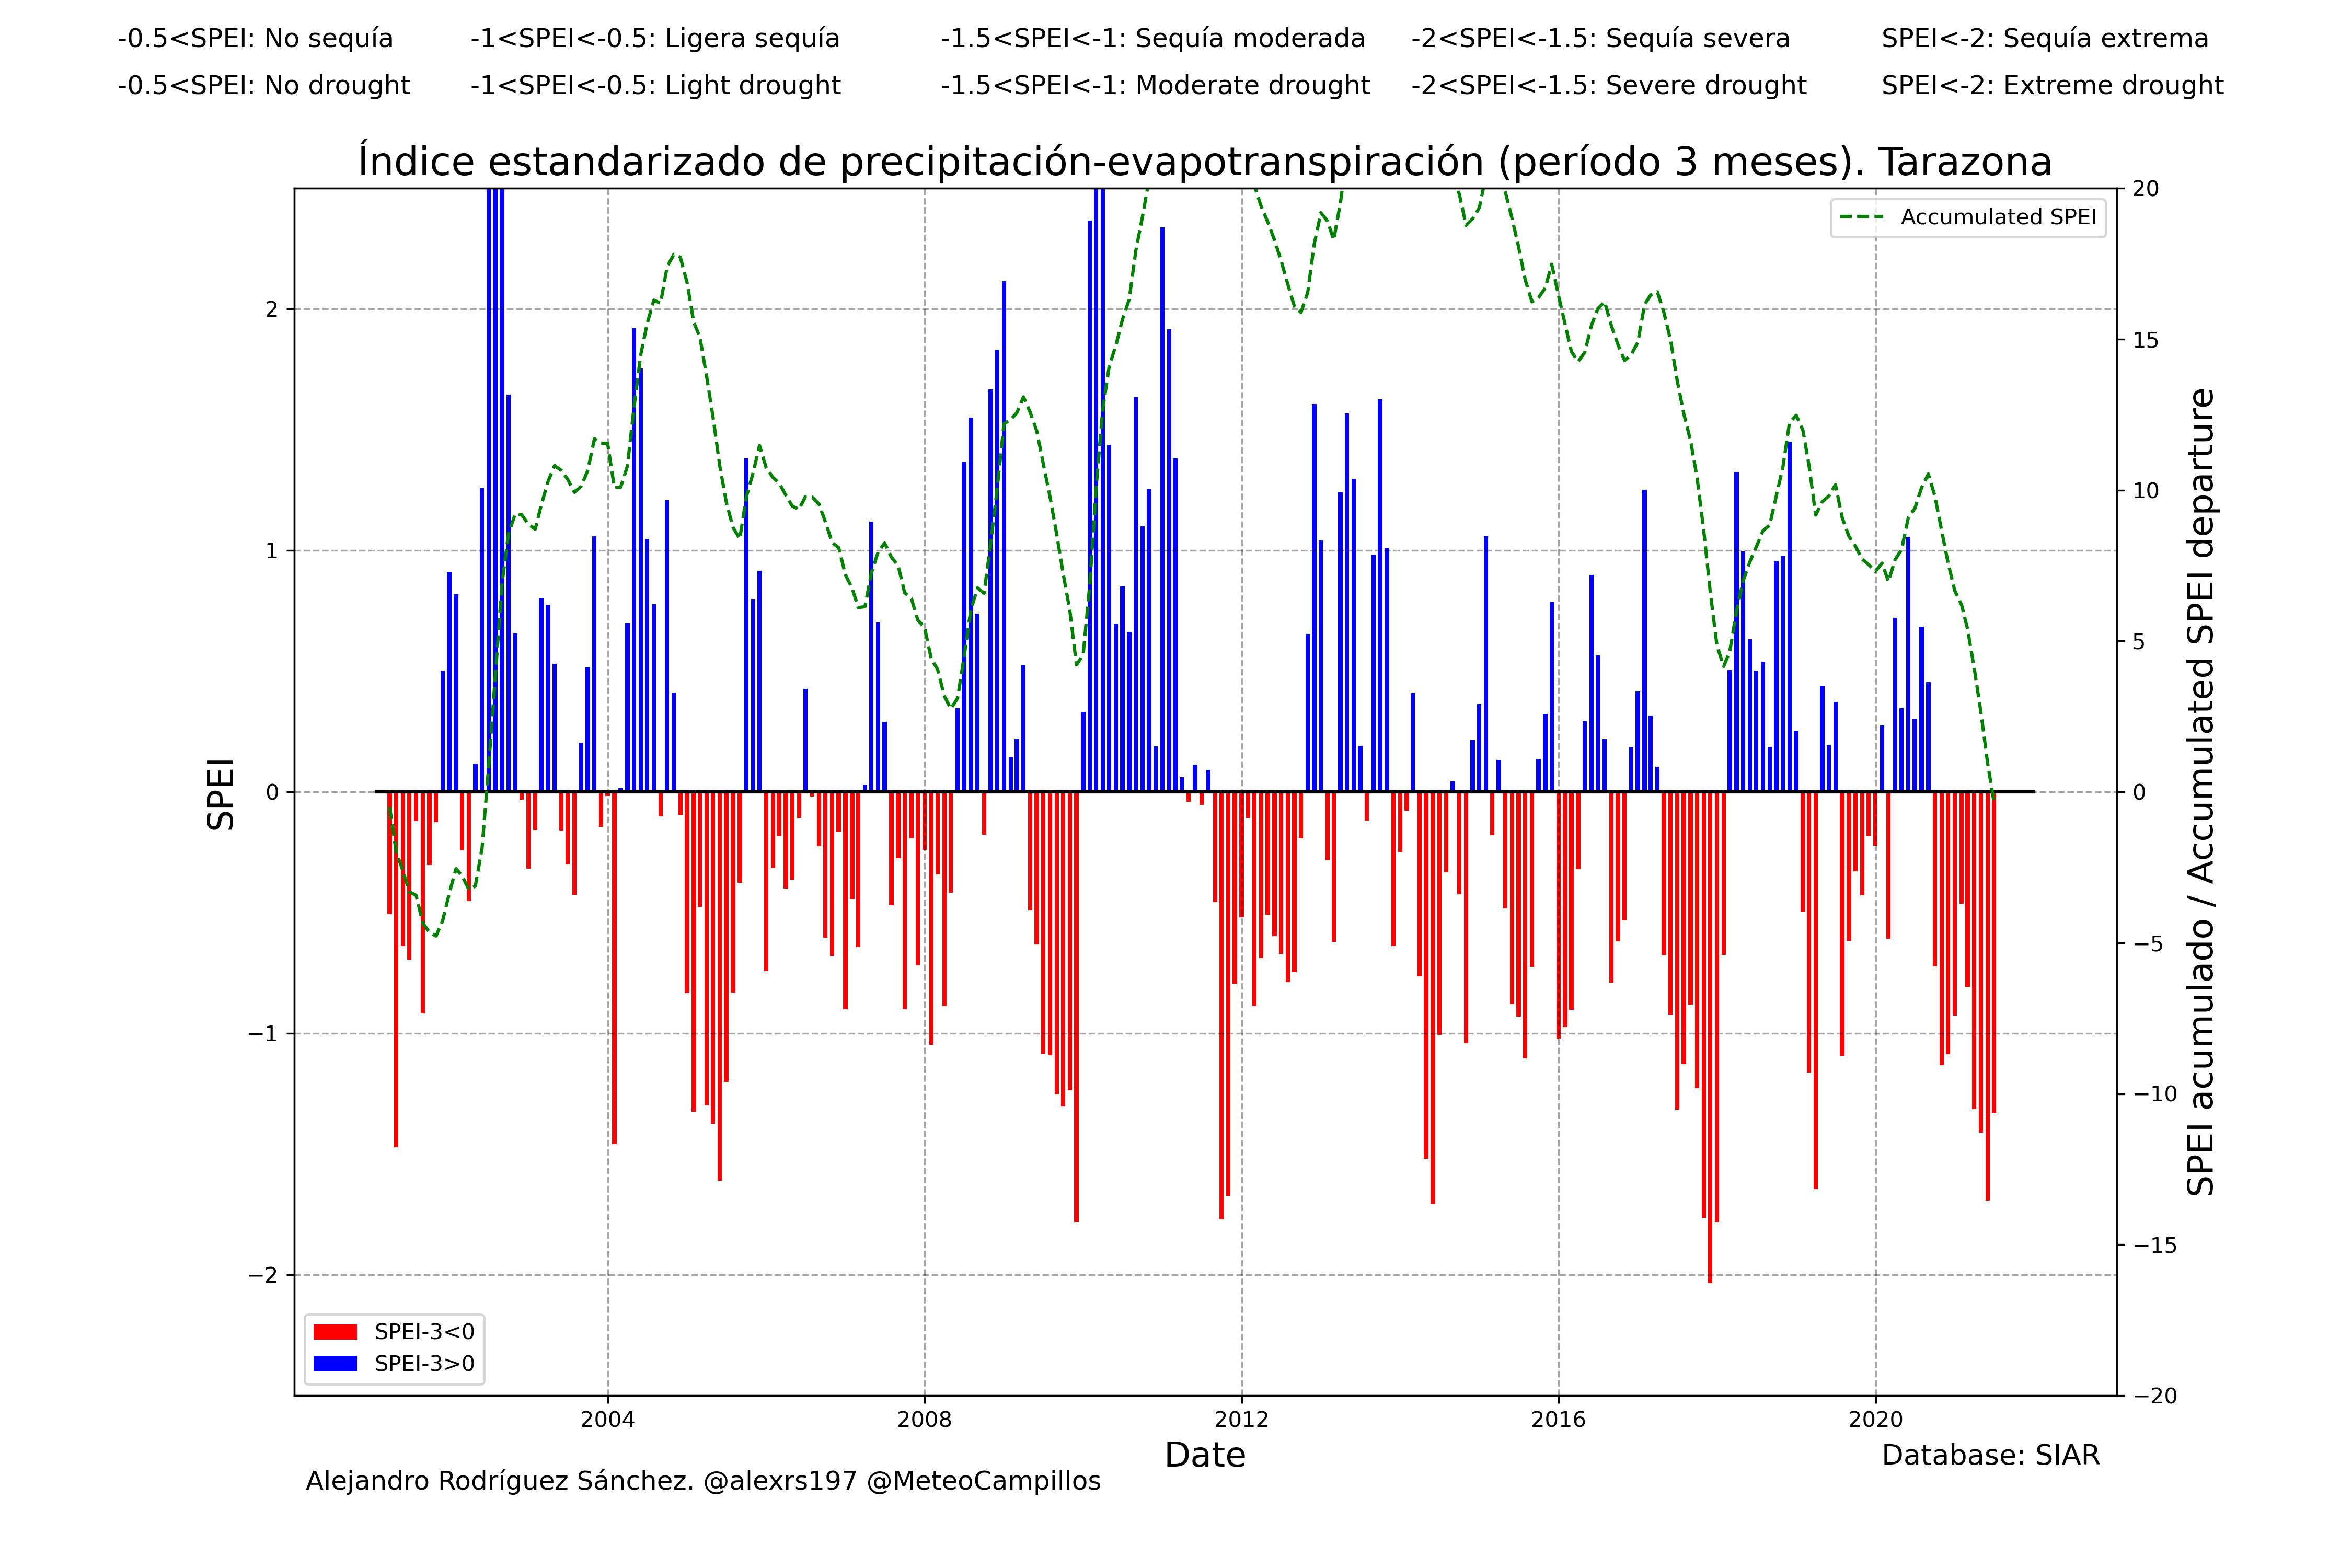 -0.5<SPEI: No sequía -1<SPEI<-0.5: Ligera sequía -1.5<SPEI<-1: Sequía moderada -2<SPEI<-1.5: Sequía severa SPEI<-2: Sequía extrema
-0.5<SPEI: No drought -1<SPEI<-0.5: Light drought -1.5<SPEI<-1: Moderate drought -2<SPEI<-1.5: Severe drought SPEI<-2: Extreme drought
Índice estandarizado de precipitación-evapotranspiración (período 3 meses). Tarazona
Accumulated SPEI
SPEI
2
1
0
−1
−2
20
15
10
5
0
−5
−10
−15
−20
SPEI acumulado / Accumulated SPEI departure
SPEI-3<0
SPEI-3>0
2004 2008 2012 2016 2020
Date
Database: SIAR
Alejandro Rodríguez Sánchez. @alexrs197 @MeteoCampillos